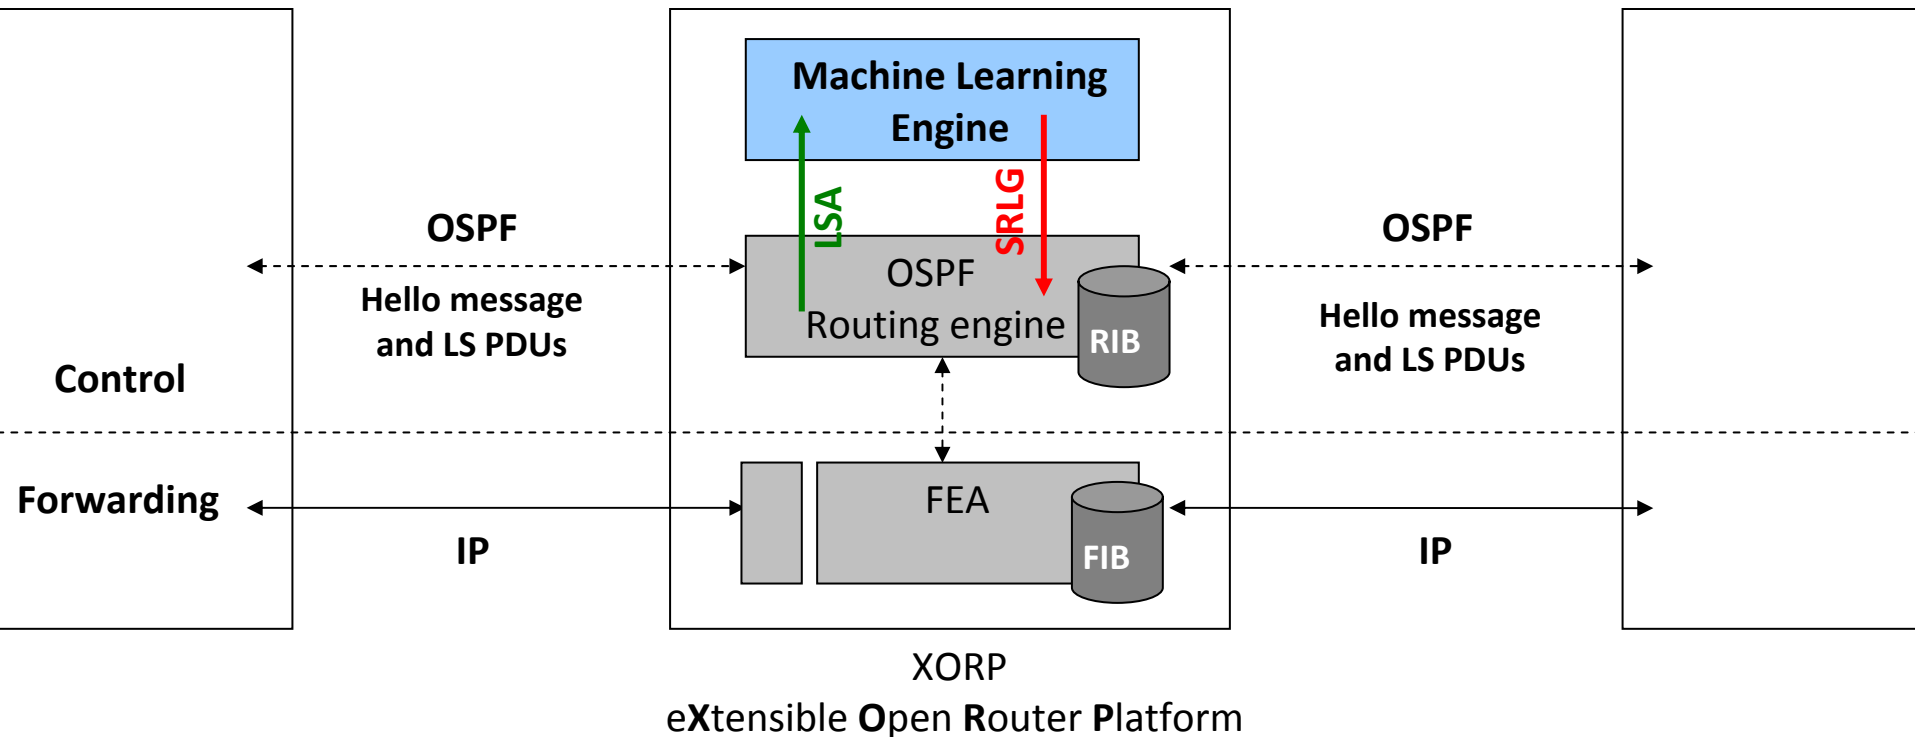 Machine Learning
Engine
LSA
SRLG
OSPF
Hello message
and LS PDUs
OSPF
Routing engine
RIB
OSPF
Hello message
and LS PDUs
Control
Forwarding
IP
FEA
FIB
IP
XORP
eXtensible Open Router Platform